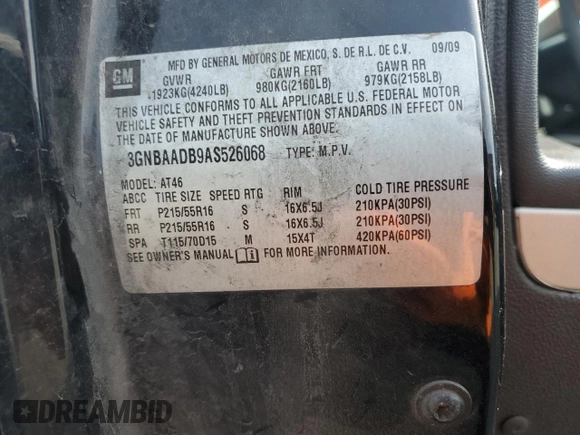 GM
MFD BY GENERAL MOTORS DE MEXICO, S. DE R.L. DE C.V. 09/09
GVWR GAWR FRT GAWR RR
1923KG(4240LB) 980KG(2160LB) 979KG(2158LB)
THIS VEHICLE CONFORMS TO ALL APPLICABLE U.S. FEDERAL MOTOR
VEHICLE SAFETY AND THEFT PREVENTION STANDARDS IN EFFECT ON
THE DATE OF MANUFACTURE SHOWN ABOVE.
3GNBAADB9AS526068 TYPE: M.P.V.
MODEL: AT46
ABCC TIRE SIZE SPEED RTG RIM COLD TIRE PRESSURE
FRT P215/55R16 S 16X6.5J 210KPA(30PSI)
RR P215/55R16 S 16X6.5J 210KPA(30PSI)
SPA T115/70D15 M 15X4T 420KPA(60PSI)
SEE OWNER'S MANUAL i FOR MORE INFORMATION.
DREAMBID